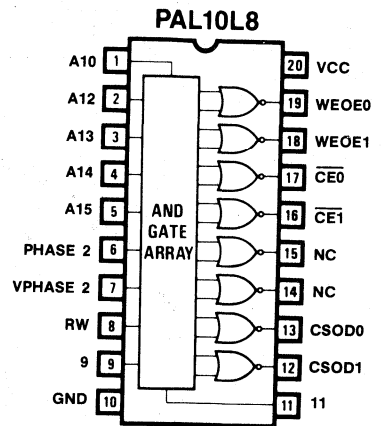 PAL10L8
A10 1
A12 2
A13 3
A14 4
A15 5
PHASE 2 6
VPHASE 2 7
RW 8
9 9
GND 10
AND
GATE
ARRAY
20 VCC
19 WEOE0
18 WEOE1
17 CE0
16 CE1
15 NC
14 NC
13 CSOD0
12 CSOD1
11 11